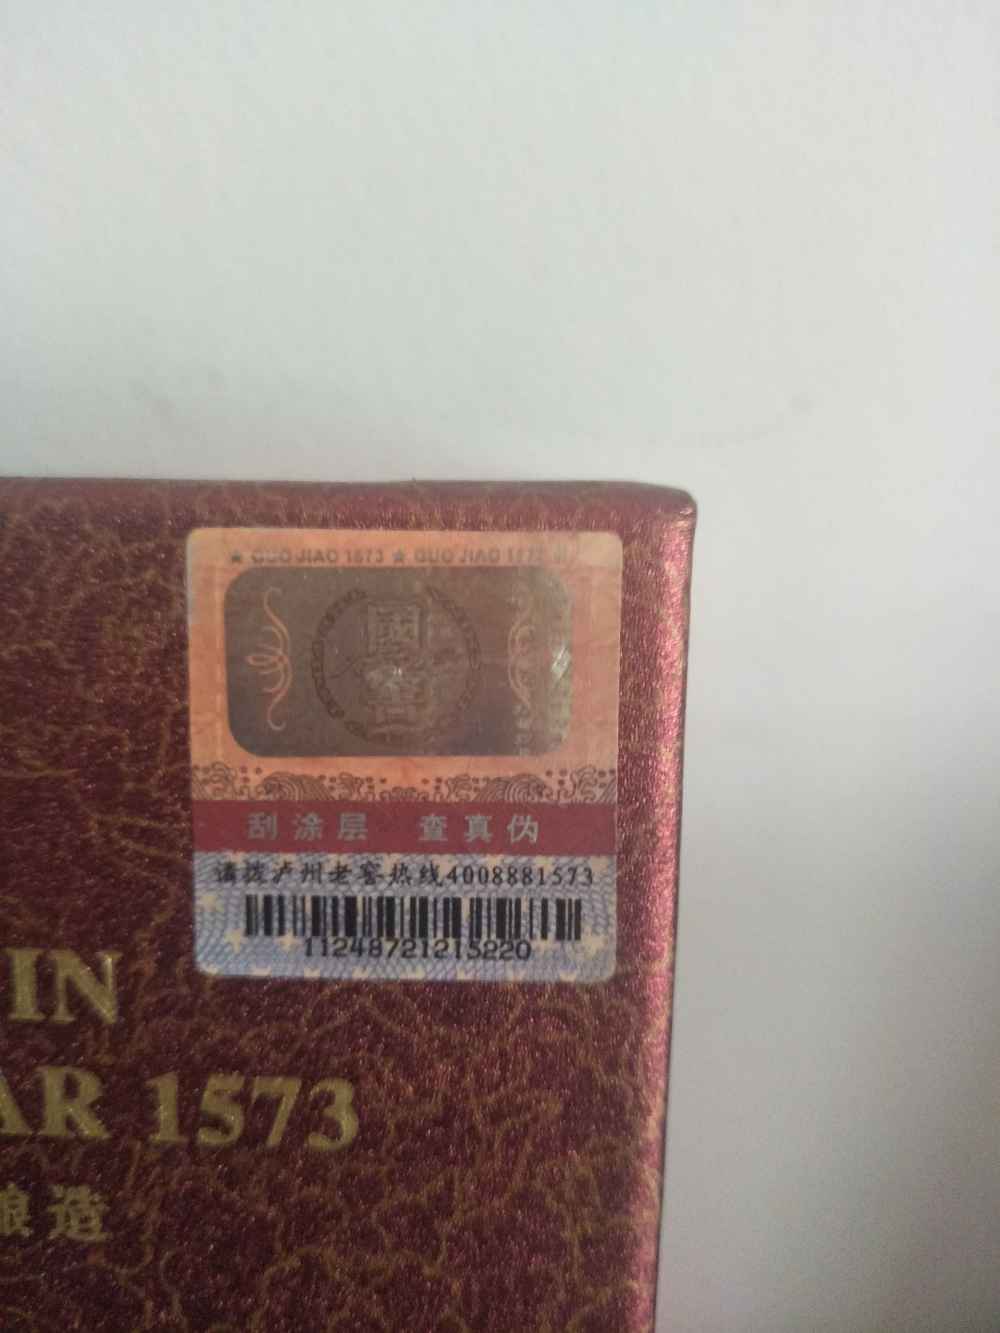 ★ GUO JIAO 1573 ★ GUO JIAO 1573
國
窖
刮涂层 查真伪
请拨泸州老窖热线4008881573
11248721215220
IN
AR 1573
酿造